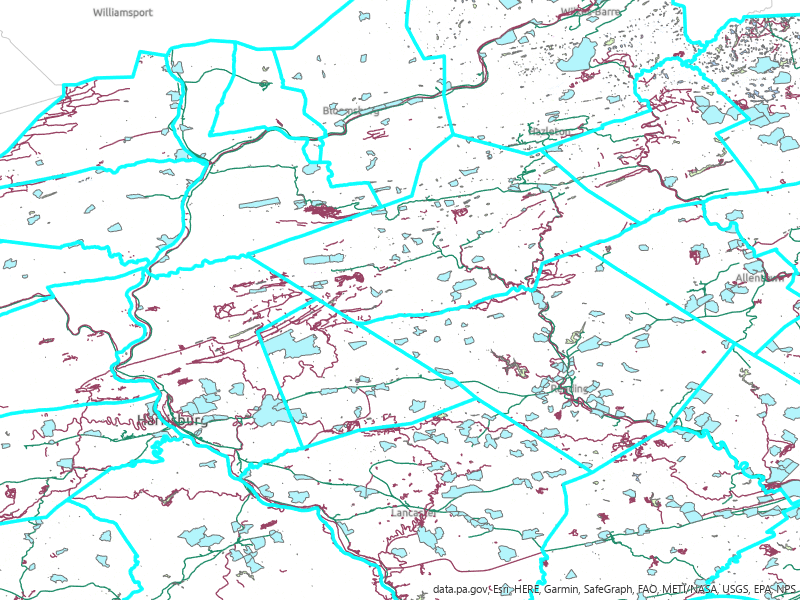 Williamsport
Wilkes-Barre
Bloomsburg
Hazleton
Allentown
Reading
Harrisburg
Lancaster
data.pa.gov, Esri, HERE, Garmin, SafeGraph, FAO, METI/NASA, USGS, EPA, NPS